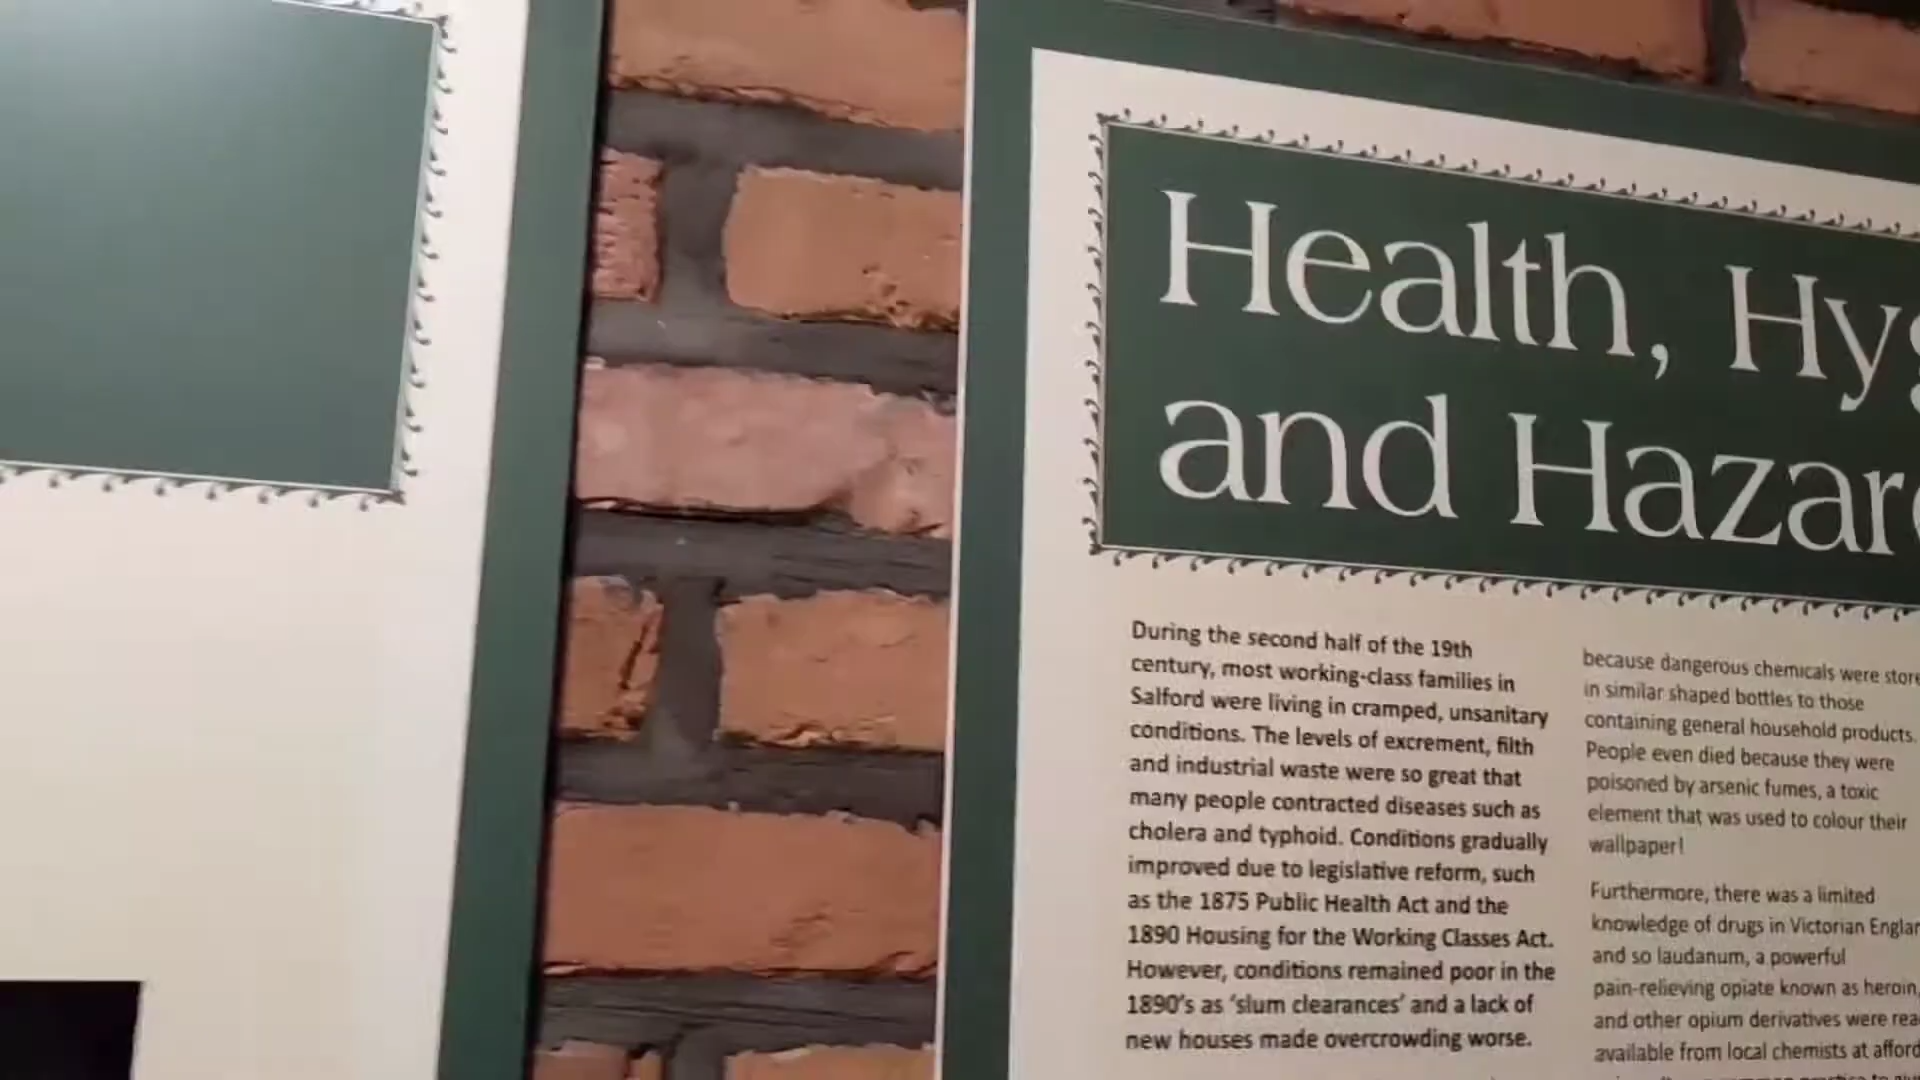 Health,
and
During the second half of the 19th
century, most working-class families in
Salford were living in cramped, unsanitary
conditions. The levels of excrement, filth
and industrial waste were so great that
many people contracted diseases such as
cholera and typhoid. Conditions gradually
improved due to legislative reform, such
as the 1875 Public Health Act and the
1890 Housing for the Working Classes Act.
However, conditions remained poor in the
1890's as 'slum clearances' and a lack of
new houses made overcrowding worse.
because dangerous chemicals were
in similar shaped bottles to those
containing general household products.
People even died because they were
poisoned by arsenic fumes, a toxic
element that was used to colour their
wallpaper!
Furthermore, there was a limited
knowledge of drugs in Victorian
and so laudanum, a powerful
pain-relieving opiate known as heroin,
and other opium derivatives were
available from local chemists at